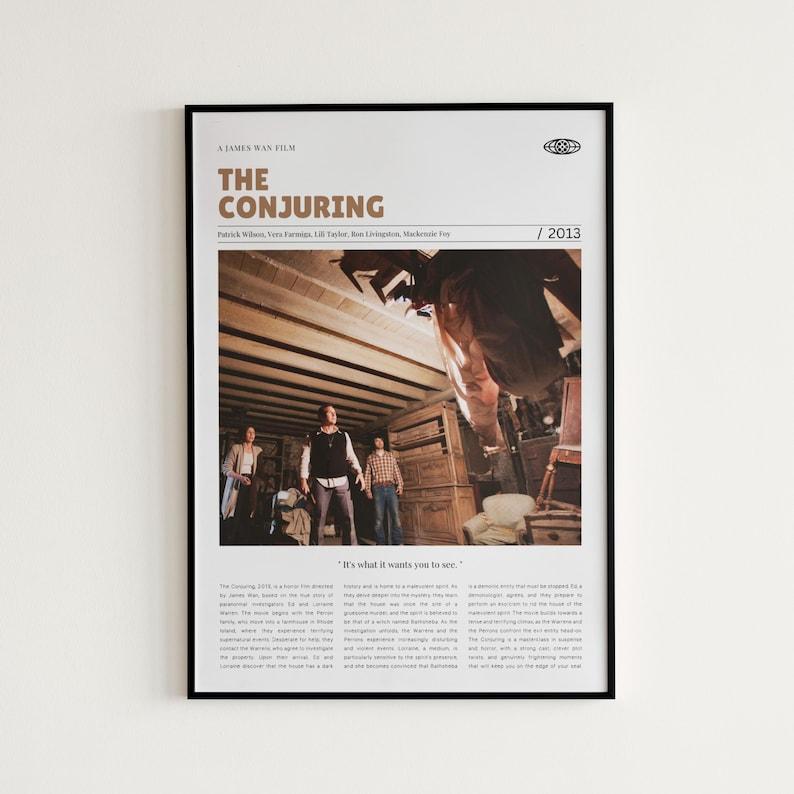 A JAMES WAN FILM
THE
CONJURING
Patrick Wilson, Vera Farmiga, Lili Taylor, Ron Livingston, Mackenzie Foy
/ 2013
" It's what it wants you to see. "
The Conjuring, 2013, is a horror film directed
by James Wan, based on the true story of
paranormal investigators Ed and Lorraine
Warren. The movie begins with the Perron
family, who move into a farmhouse in Rhode
Island, where they experience terrifying
supernatural events. Desperate for help, they
contact the Warrens, who agree to investigate
the property. Upon their arrival, Ed and
Lorraine discover that the house has a dark
history and is home to a malevolent spirit. As
they delve deeper into the mystery, they learn
that the house was once the site of a
gruesome murder, and the spirit is believed to
be that of a witch named Bathsheba. As the
investigation unfolds, the Warrens and the
Perrons experience increasingly disturbing
and violent events. Lorraine, a medium, is
particularly sensitive to the spirit's presence,
and she becomes convinced that Bathsheba
is a demonic entity that must be stopped. Ed, a
demonologist, agrees, and they prepare to
perform an exorcism to rid the house of the
malevolent spirit. The movie builds towards a
tense and terrifying climax, as the Warrens and
the Perrons confront the evil entity head-on.
The Conjuring is a masterclass in suspense
and horror, with a strong cast, clever plot
twists, and genuinely frightening moments
that will keep you on the edge of your seat.